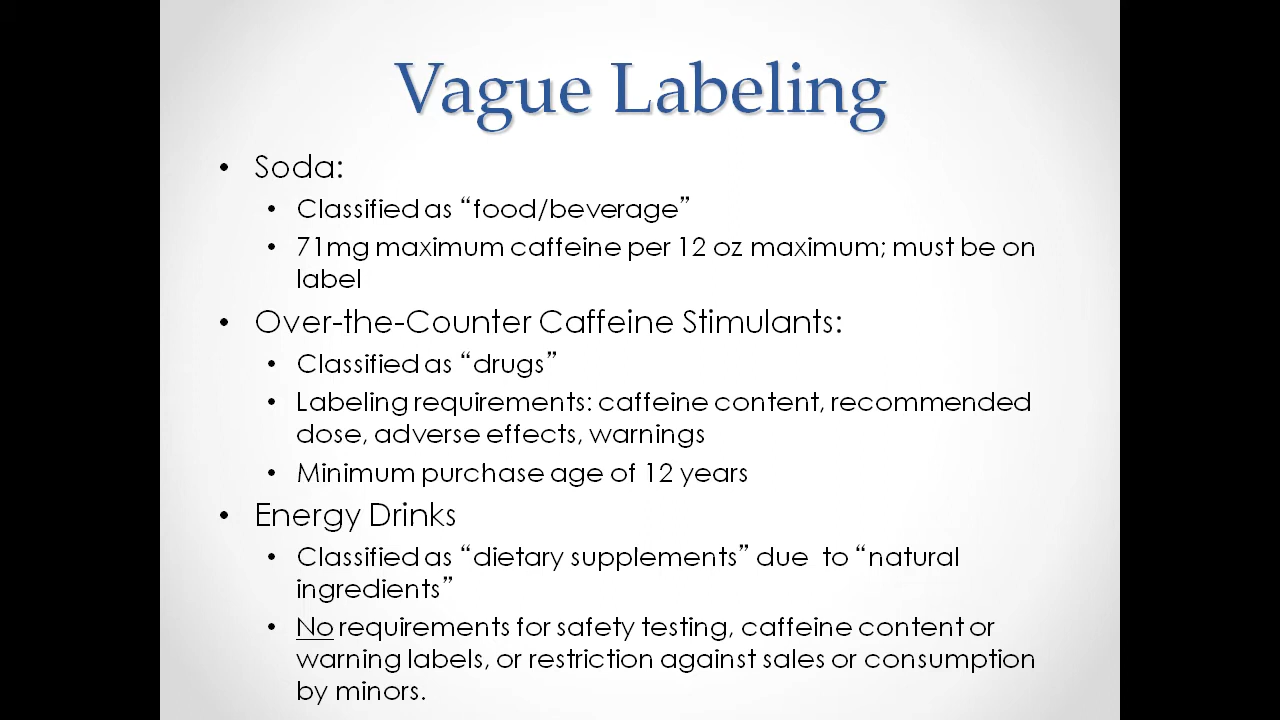 Vague Labeling
• Soda:
• Classified as “food/beverage”
• 71mg maximum caffeine per 12 oz maximum; must be on
label
• Over-the-Counter Caffeine Stimulants:
• Classified as “drugs”
• Labeling requirements: caffeine content, recommended
dose, adverse effects, warnings
• Minimum purchase age of 12 years
• Energy Drinks
• Classified as “dietary supplements” due  to “natural
ingredients”
• No requirements for safety testing, caffeine content or
warning labels, or restriction against sales or consumption
by minors.